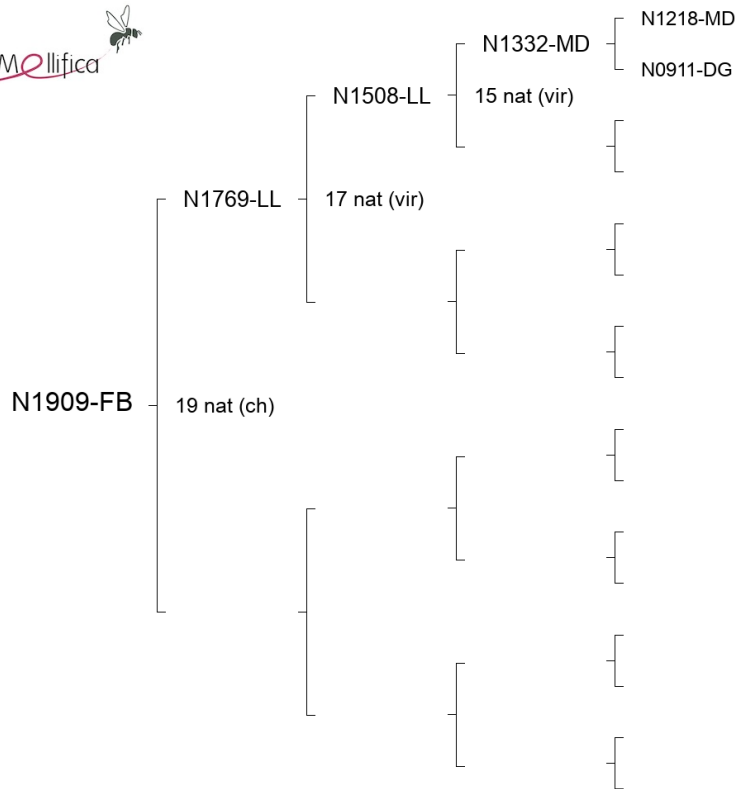 Mellifica
N1218-MD
N1332-MD
N0911-DG
N1508-LL
15 nat (vir)
N1769-LL
17 nat (vir)
N1909-FB
19 nat (ch)